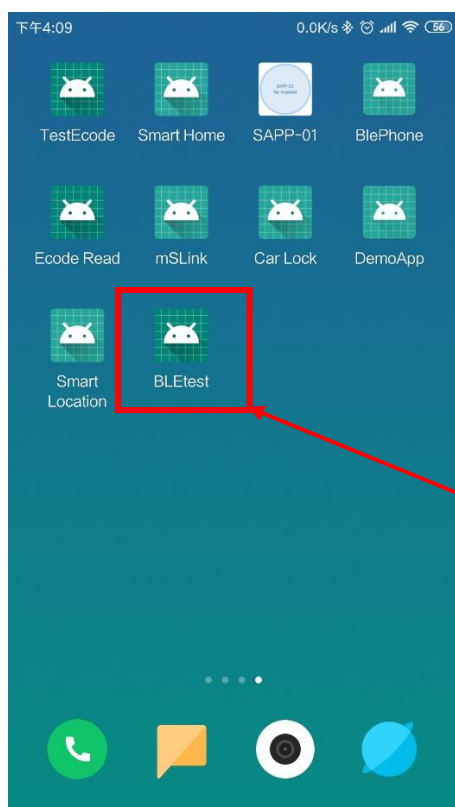 下午4:09 0.0K/s 56
TestEcode Smart Home SAPP-01 BlePhone
Ecode Read mSLink Car Lock DemoApp
Smart BLEtest
Location